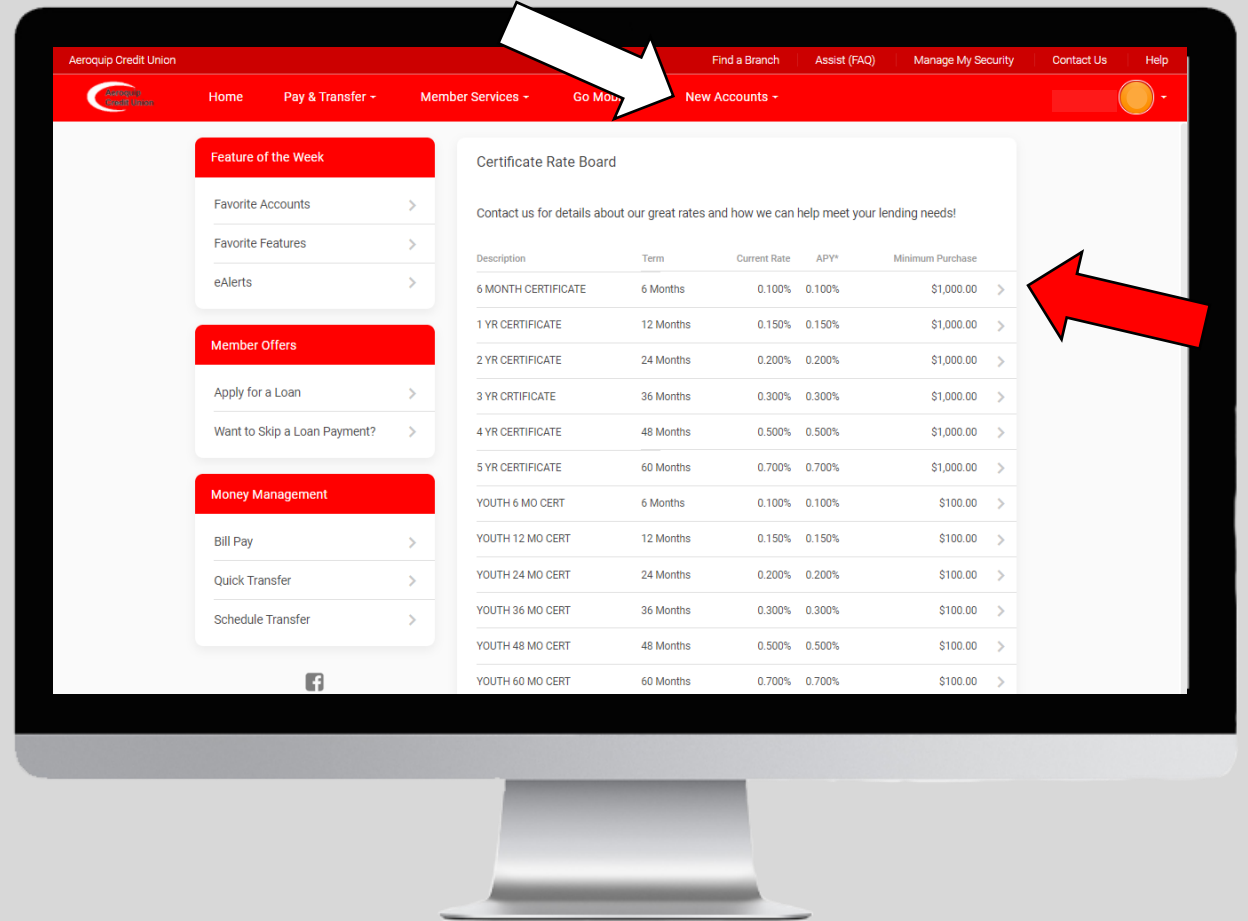 Aeroquip Credit Union
Find a Branch Assist (FAQ) Manage My Security Contact Us Help
Aeroquip
Credit Union
Home Pay & Transfer Member Services Go New Accounts
Feature of the Week
Favorite Accounts
Favorite Features
eAlerts
Member Offers
Apply for a Loan
Want to Skip a Loan Payment?
Money Management
Bill Pay
Quick Transfer
Schedule Transfer
Certificate Rate Board
Contact us for details about our great rates and how we can help meet your lending needs!
Description Term Current Rate APY* Minimum Purchase
6 MONTH CERTIFICATE 6 Months 0.100% 0.100% $1,000.00
1 YR CERTIFICATE 12 Months 0.150% 0.150% $1,000.00
2 YR CERTIFICATE 24 Months 0.200% 0.200% $1,000.00
3 YR CRTIFICATE 36 Months 0.300% 0.300% $1,000.00
4 YR CERTIFICATE 48 Months 0.500% 0.500% $1,000.00
5 YR CERTIFICATE 60 Months 0.700% 0.700% $1,000.00
YOUTH 6 MO CERT 6 Months 0.100% 0.100% $100.00
YOUTH 12 MO CERT 12 Months 0.150% 0.150% $100.00
YOUTH 24 MO CERT 24 Months 0.200% 0.200% $100.00
YOUTH 36 MO CERT 36 Months 0.300% 0.300% $100.00
YOUTH 48 MO CERT 48 Months 0.500% 0.500% $100.00
YOUTH 60 MO CERT 60 Months 0.700% 0.700% $100.00